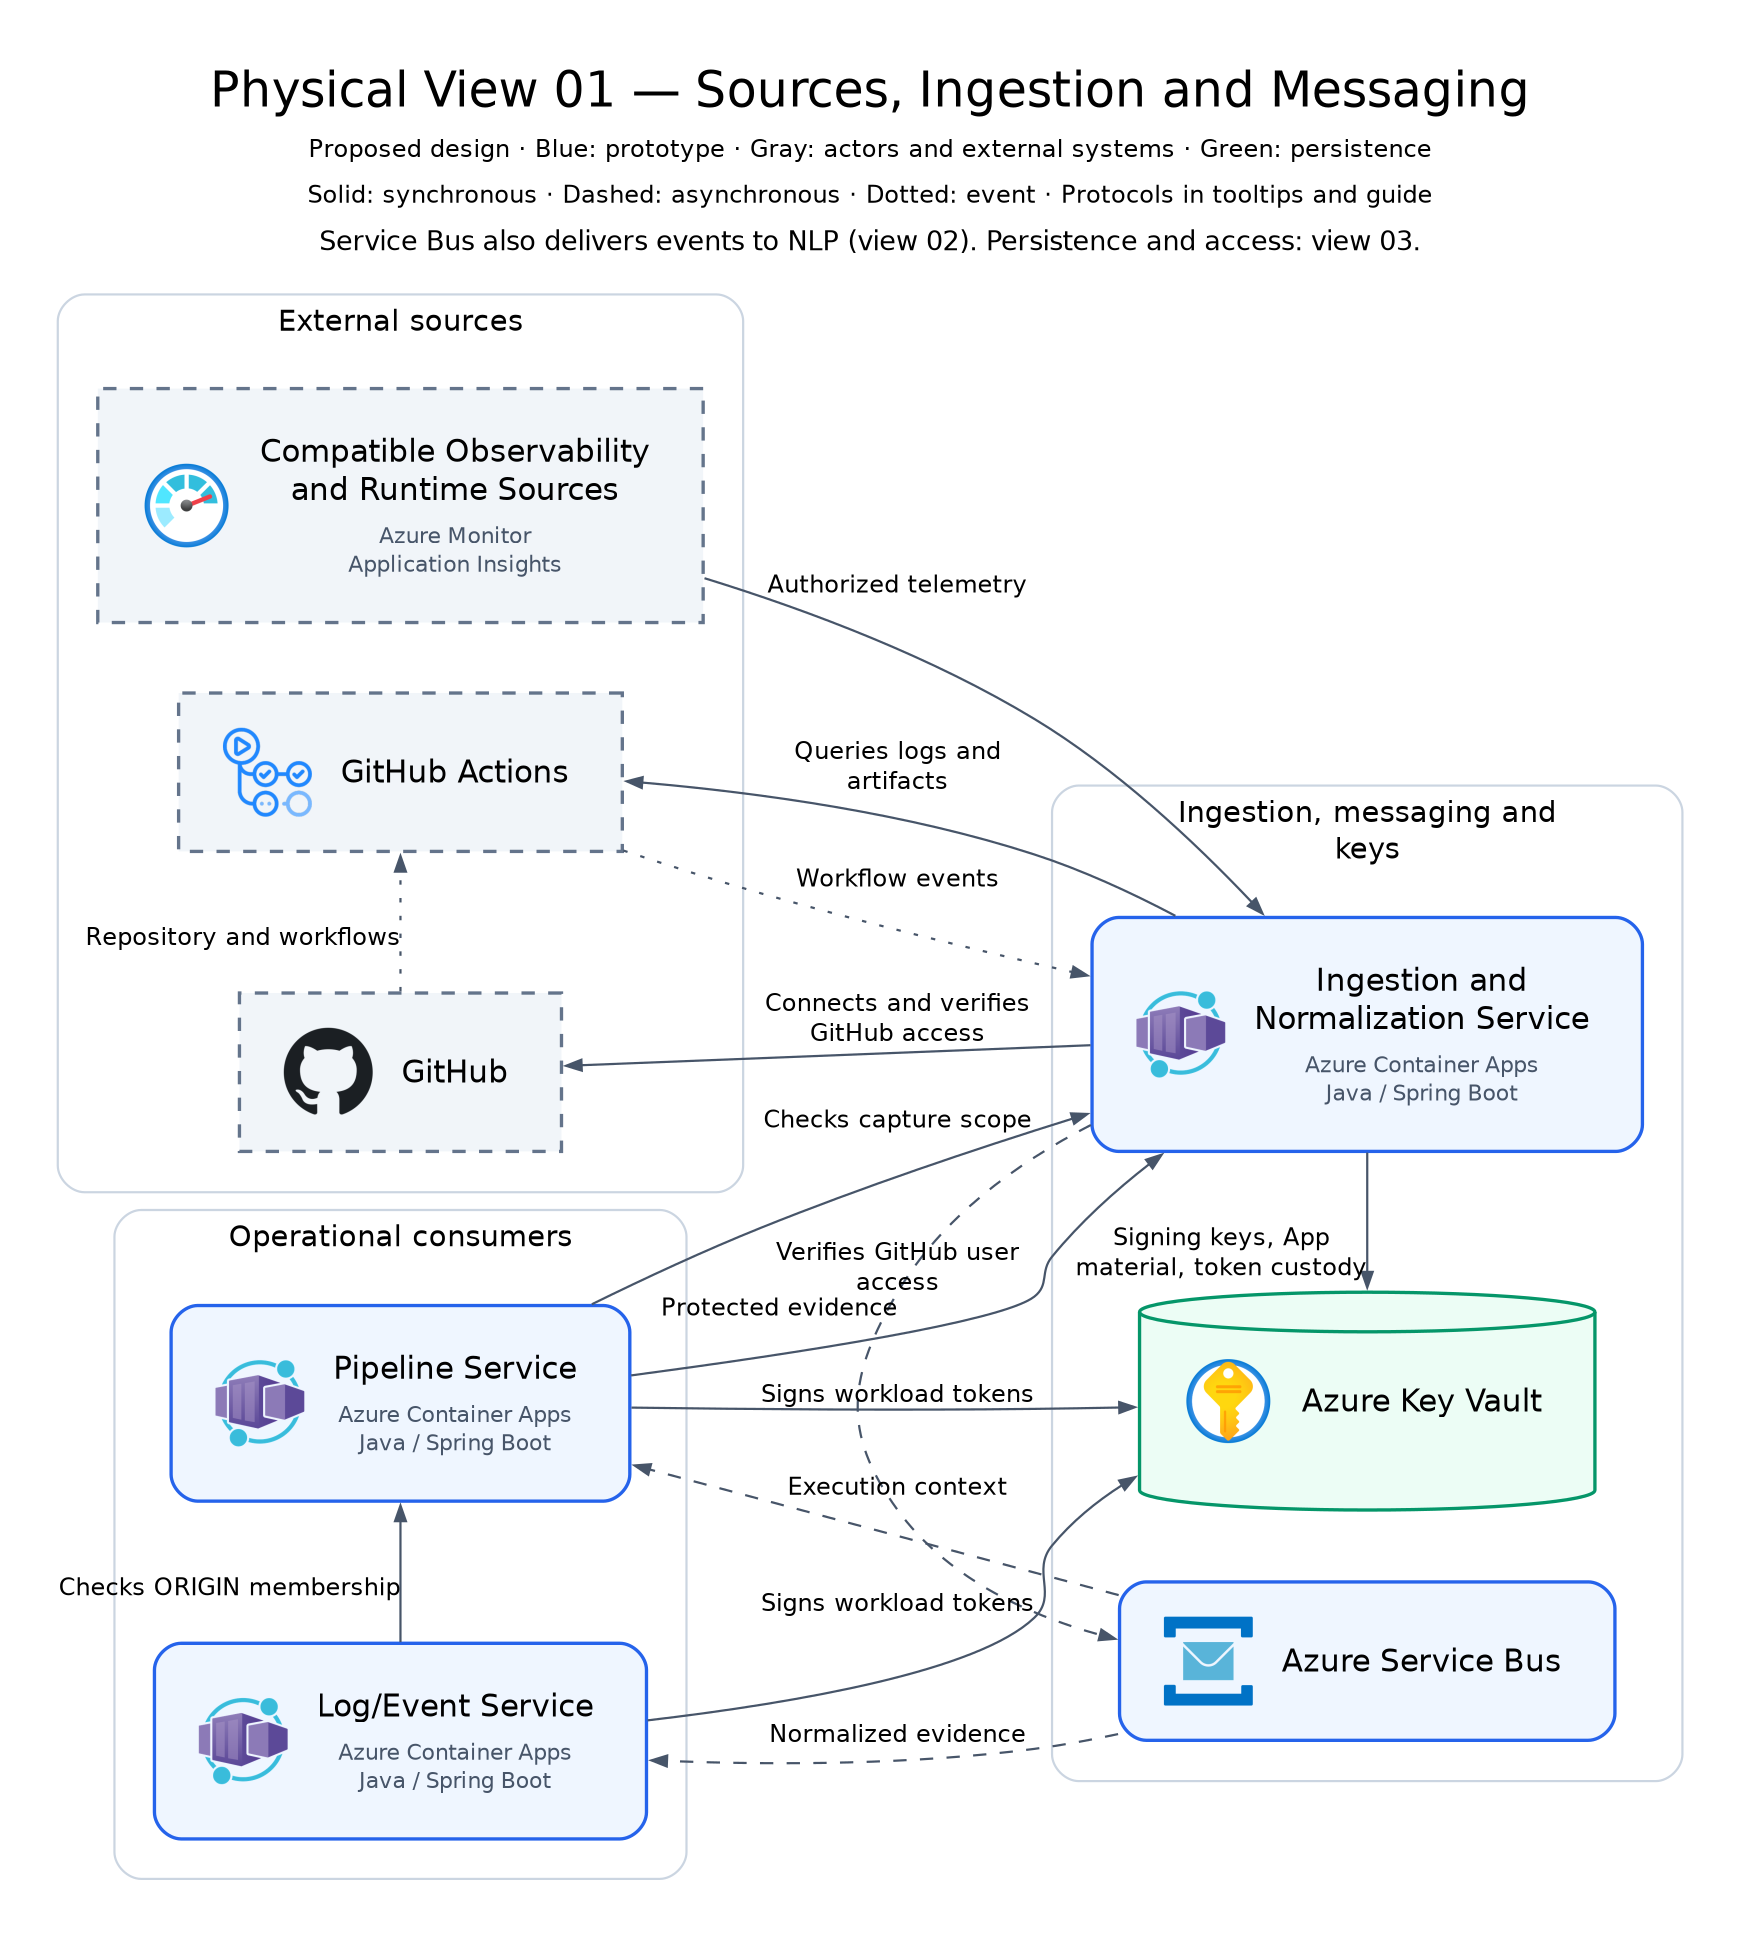 Physical View 01 — Sources, Ingestion and Messaging
Proposed design · Blue: prototype · Gray: actors and external systems · Green: persistence
Solid: synchronous · Dashed: asynchronous · Dotted: event · Protocols in tooltips and guide
Service Bus also delivers events to NLP (view 02). Persistence and access: view 03.
External sources
Compatible Observability
and Runtime Sources
Azure Monitor
Application Insights
Authorized telemetry
GitHub Actions
Queries logs and
artifacts
Workflow events
Repository and workflows
GitHub
Connects and verifies
GitHub access
Ingestion, messaging and
keys
Ingestion and
Normalization Service
Azure Container Apps
Java / Spring Boot
Checks capture scope
Operational consumers
Verifies GitHub user
access
Protected evidence
Signing keys, App
material, token custody
Pipeline Service
Azure Container Apps
Java / Spring Boot
Signs workload tokens
Azure Key Vault
Execution context
Checks ORIGIN membership
Signs workload tokens
Azure Service Bus
Log/Event Service
Azure Container Apps
Java / Spring Boot
Normalized evidence